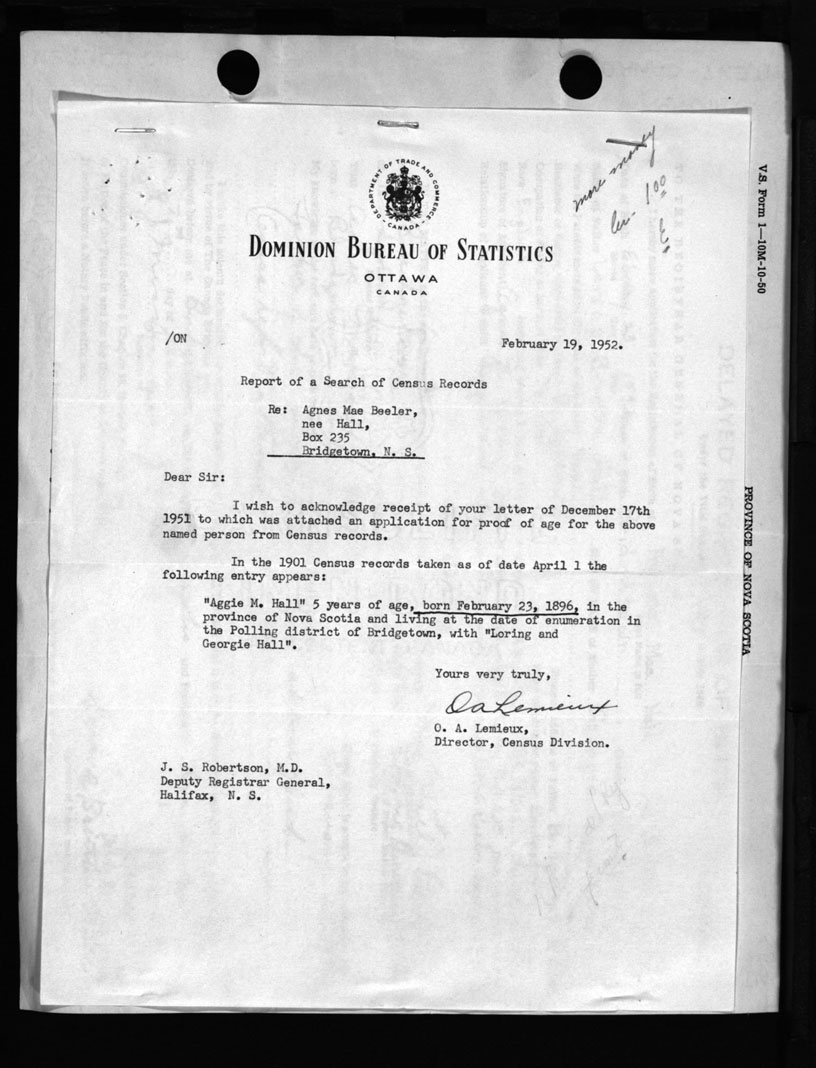 more money
1.00
DEPARTMENT OF TRADE AND COMMERCE
- CANADA -
DOMINION BUREAU OF STATISTICS
OTTAWA
CANADA
/ON
February 19, 1952.
Report of a Search of Census Records
Re: Agnes Mae Beeler,
nee Hall,
Box 235
Bridgetown, N. S.
Dear Sir:
I wish to acknowledge receipt of your letter of December 17th
1951 to which was attached an application for proof of age for the above
named person from Census records.
In the 1901 Census records taken as of date April 1 the
following entry appears:
"Aggie M. Hall" 5 years of age, born February 23, 1896, in the
province of Nova Scotia and living at the date of enumeration in
the Polling district of Bridgetown, with "Loring and
Georgie Hall".
Yours very truly,
O A Lemieux
O. A. Lemieux,
Director, Census Division.
J. S. Robertson, M.D.
Deputy Registrar General,
Halifax, N. S.
V.S. Form 1—10M-10-50
PROVINCE OF NOVA SCOTIA